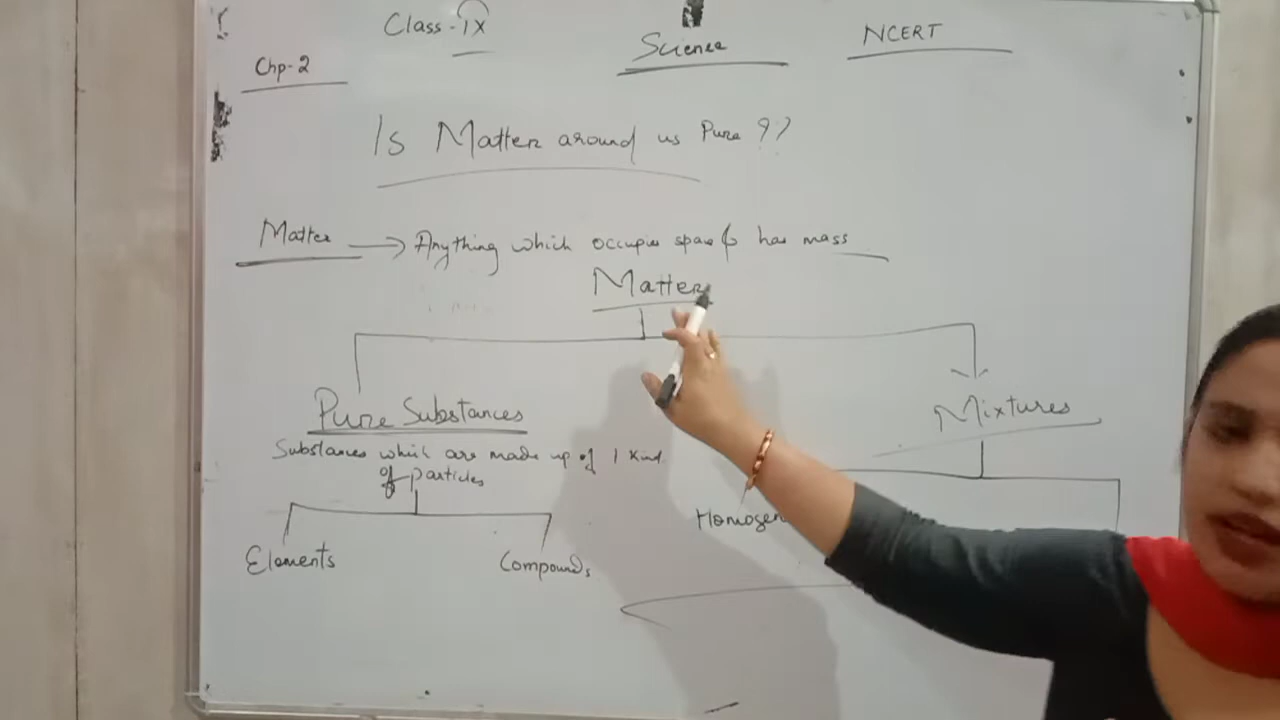 Class-IX Science NCERT
Chp-2
Is Matter around us Pure ??
Matter → Anything which occupies space & has mass
Matter
Pure Substances Mixtures
Substances which are made up of 1 kind
of particles
Homogen
Elements Compounds